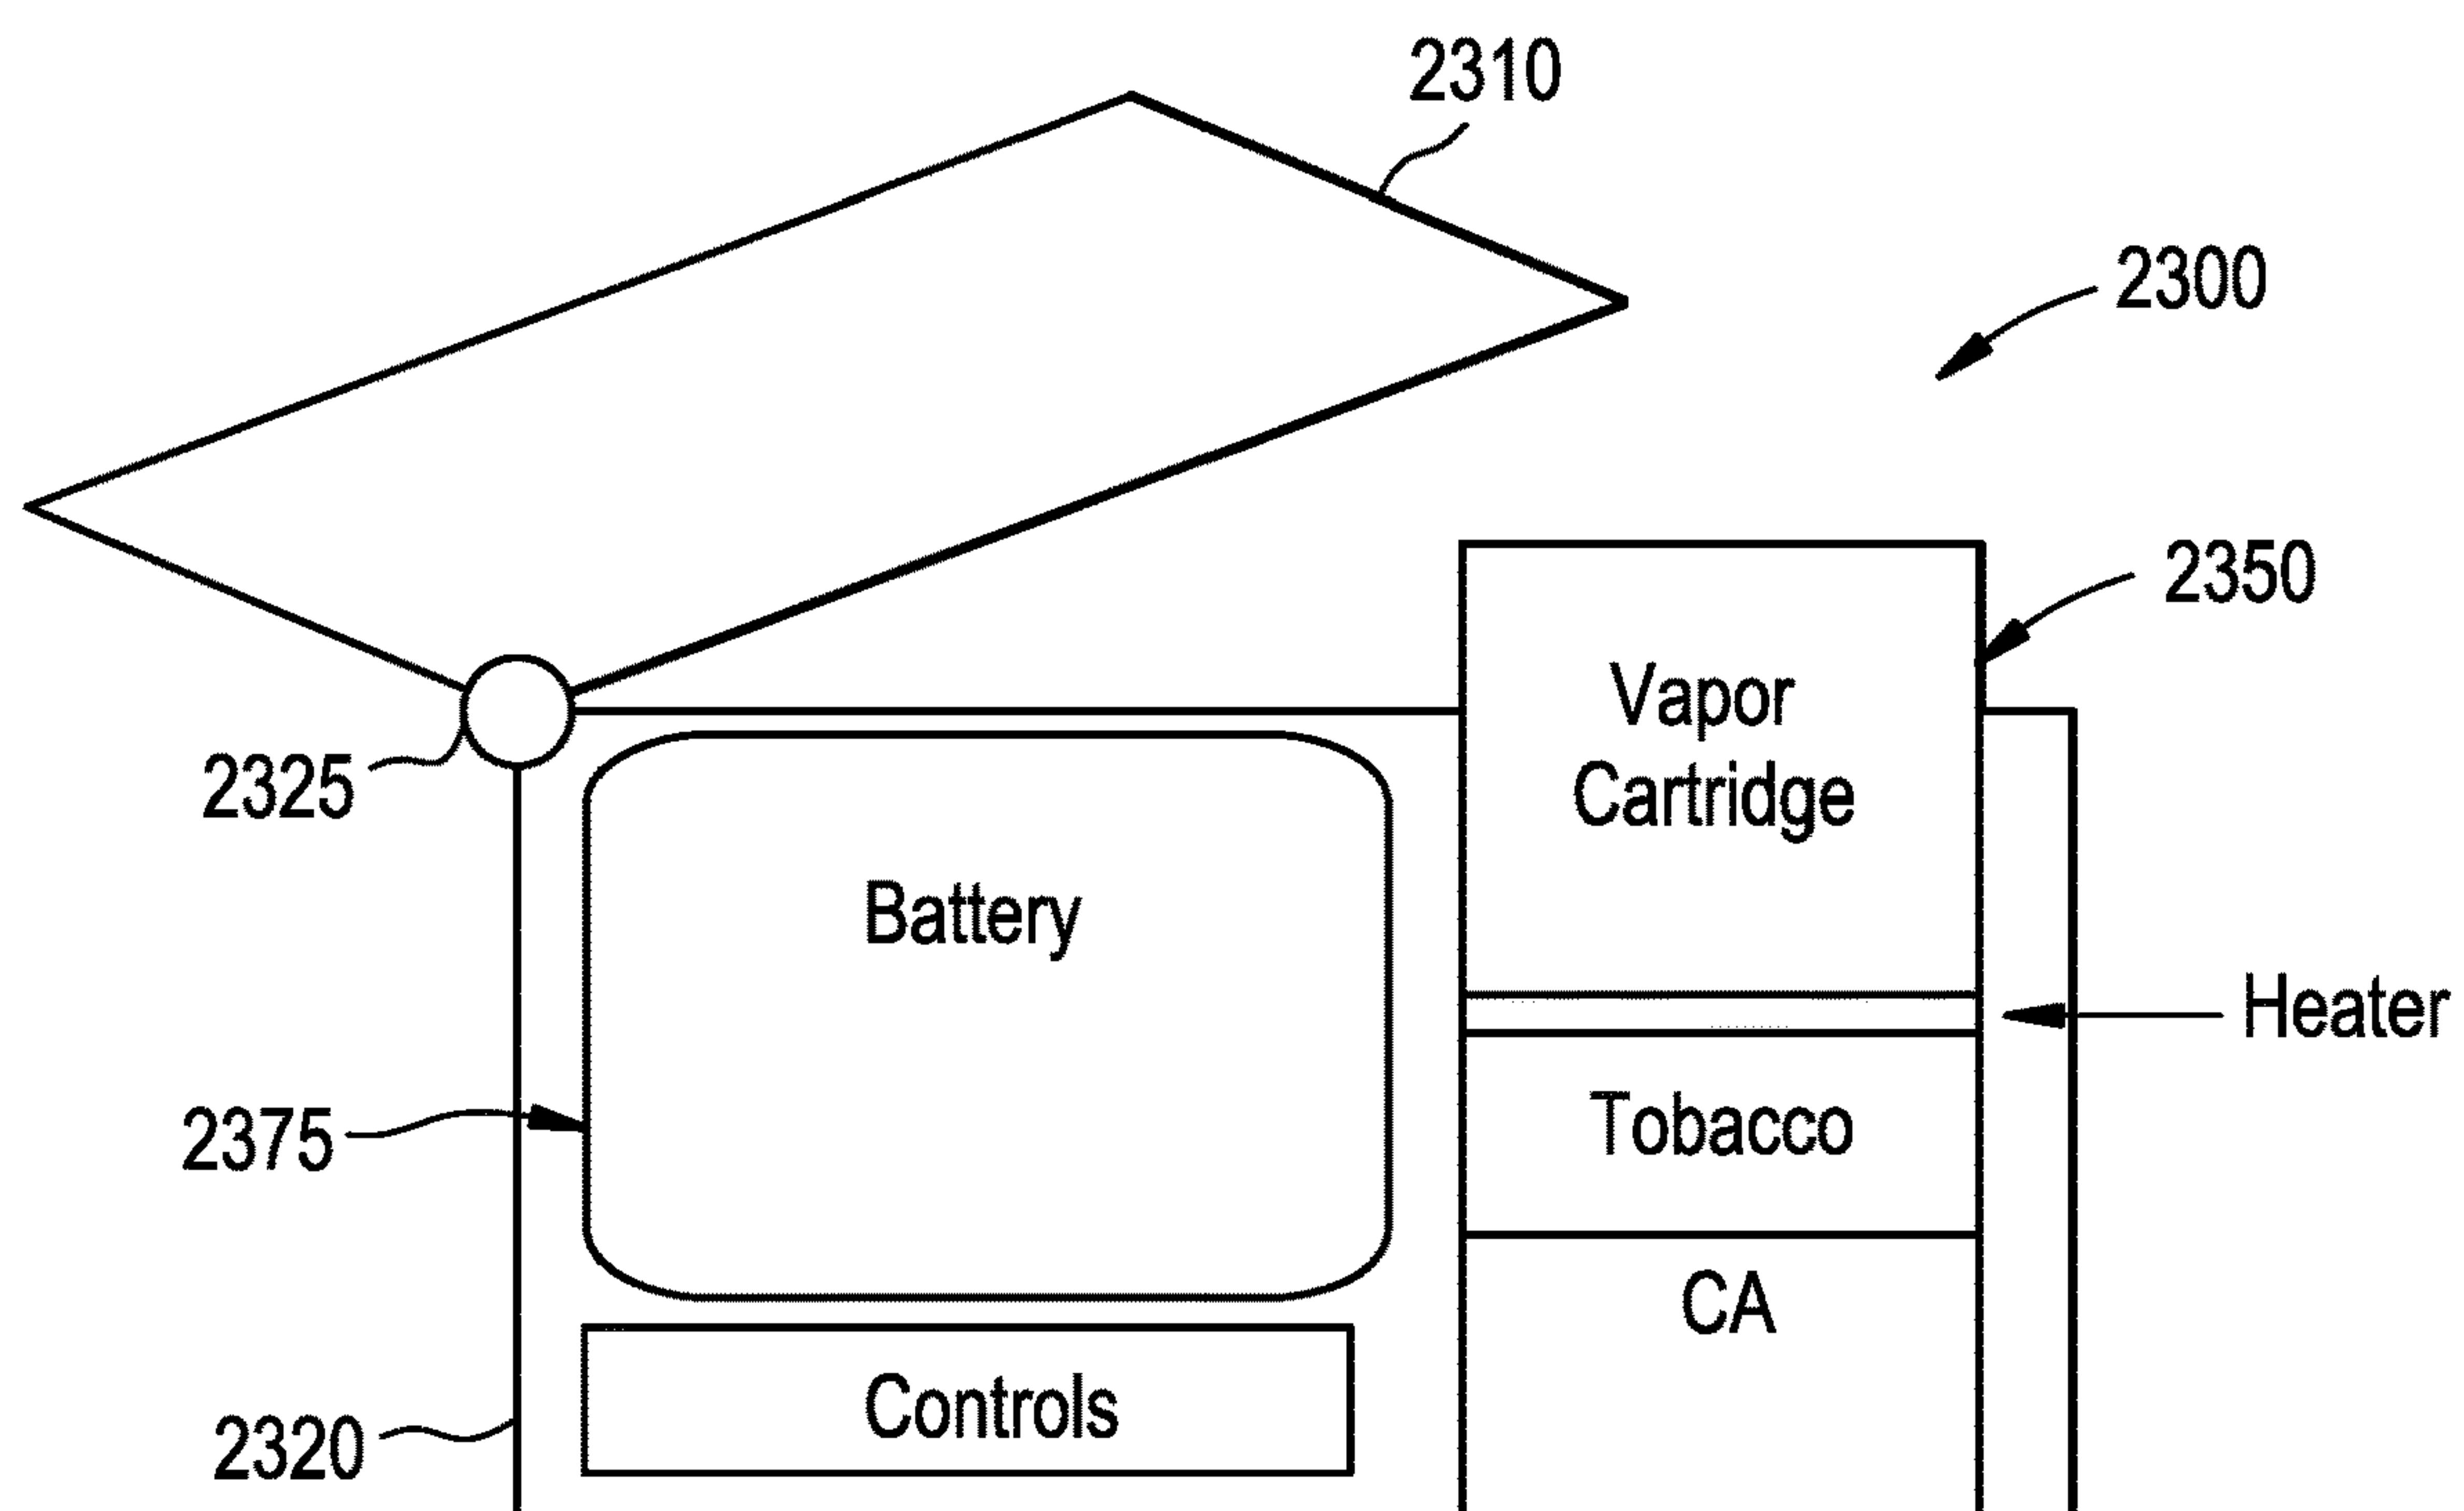 2310
2300
2350
Vapor
Cartridge
2325
Battery
Heater
Tobacco
2375
CA
Controls
2320